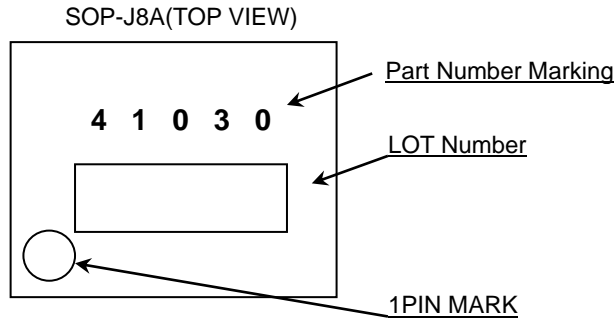 SOP-J8A(TOP VIEW)
Part Number Marking
4 1 0 3 0
LOT Number
1PIN MARK